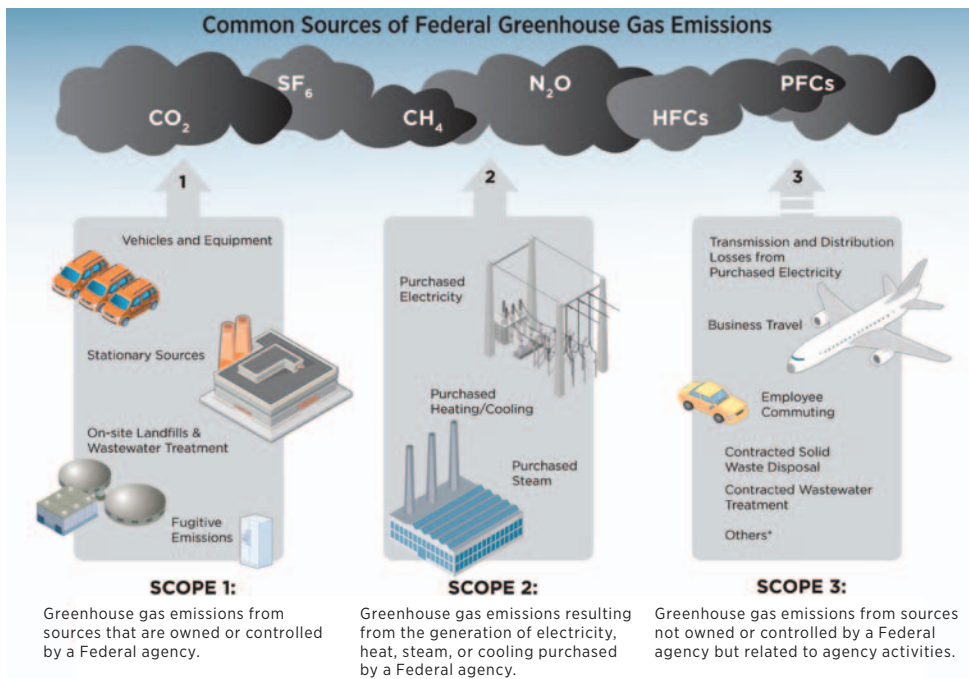 Common Sources of Federal Greenhouse Gas Emissions
CO₂
SF₆
CH₄
N₂O
HFCs
PFCs
1
Vehicles and Equipment
Stationary Sources
On-site Landfills &
Wastewater Treatment
Fugitive
Emissions
SCOPE 1:
Greenhouse gas emissions from
sources that are owned or controlled
by a Federal agency.
2
Purchased
Electricity
Purchased
Heating/Cooling
Purchased
Steam
SCOPE 2:
Greenhouse gas emissions resulting
from the generation of electricity,
heat, steam, or cooling purchased
by a Federal agency.
3
Transmission and Distribution
Losses from
Purchased Electricity
Business Travel
Employee
Commuting
Contracted Solid
Waste Disposal
Contracted Wastewater
Treatment
Others*
SCOPE 3:
Greenhouse gas emissions from sources
not owned or controlled by a Federal
agency but related to agency activities.